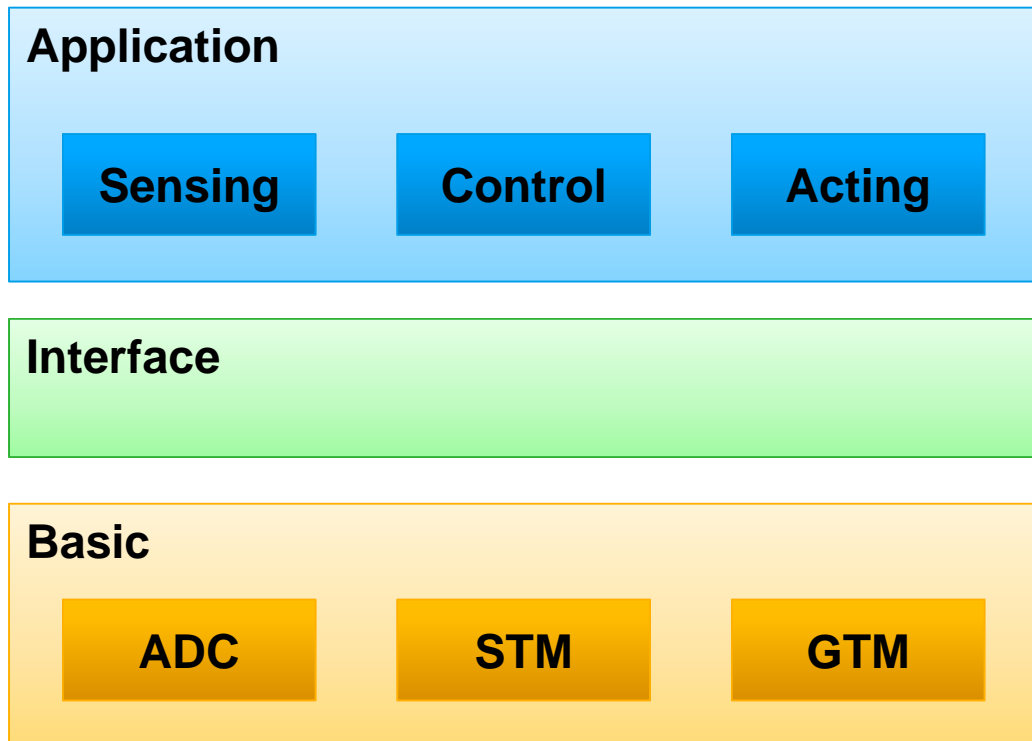 Application
Sensing Control Acting
Interface
Basic
ADC STM GTM